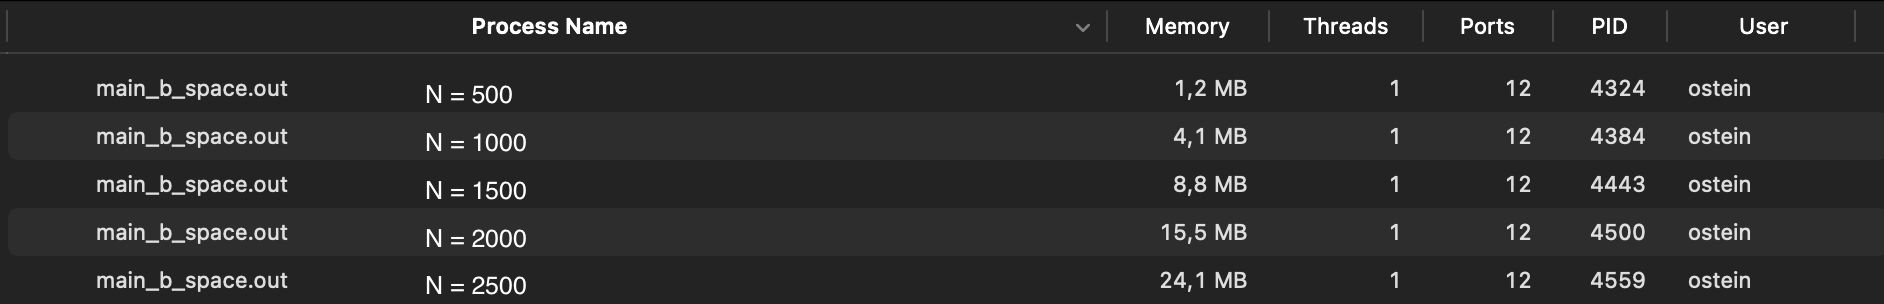 Process Name Memory Threads Ports PID User
main_b_space.out N = 500 1,2 MB 1 12 4324 ostein
main_b_space.out N = 1000 4,1 MB 1 12 4384 ostein
main_b_space.out N = 1500 8,8 MB 1 12 4443 ostein
main_b_space.out N = 2000 15,5 MB 1 12 4500 ostein
main_b_space.out N = 2500 24,1 MB 1 12 4559 ostein